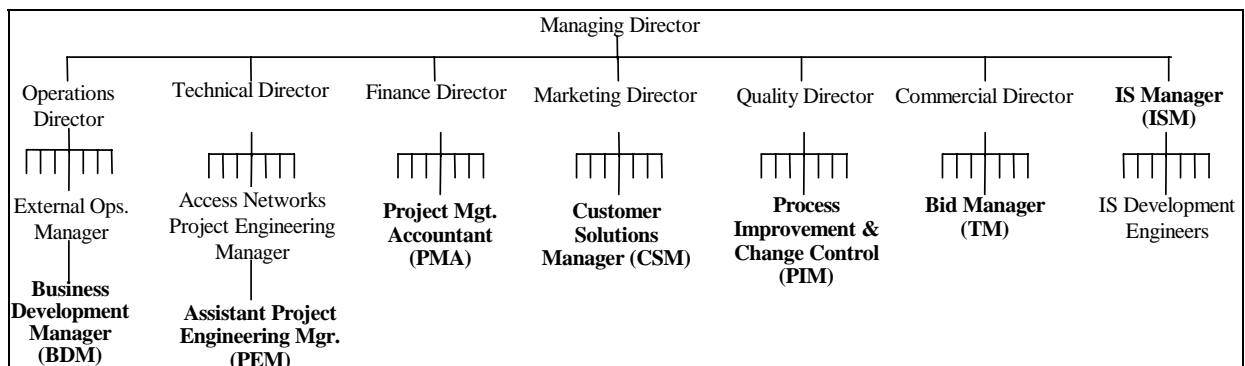 Managing Director
Operations
Director
Technical Director
Finance Director
Marketing Director
Quality Director
Commercial Director
IS Manager
(ISM)
External Ops.
Manager
Business
Development
Manager
(BDM)
Access Networks
Project Engineering
Manager
Assistant Project
Engineering Mgr.
(PEM)
Project Mgt.
Accountant
(PMA)
Customer
Solutions
Manager (CSM)
Process
Improvement &
Change Control
(PIM)
Bid Manager
(TM)
IS Development
Engineers